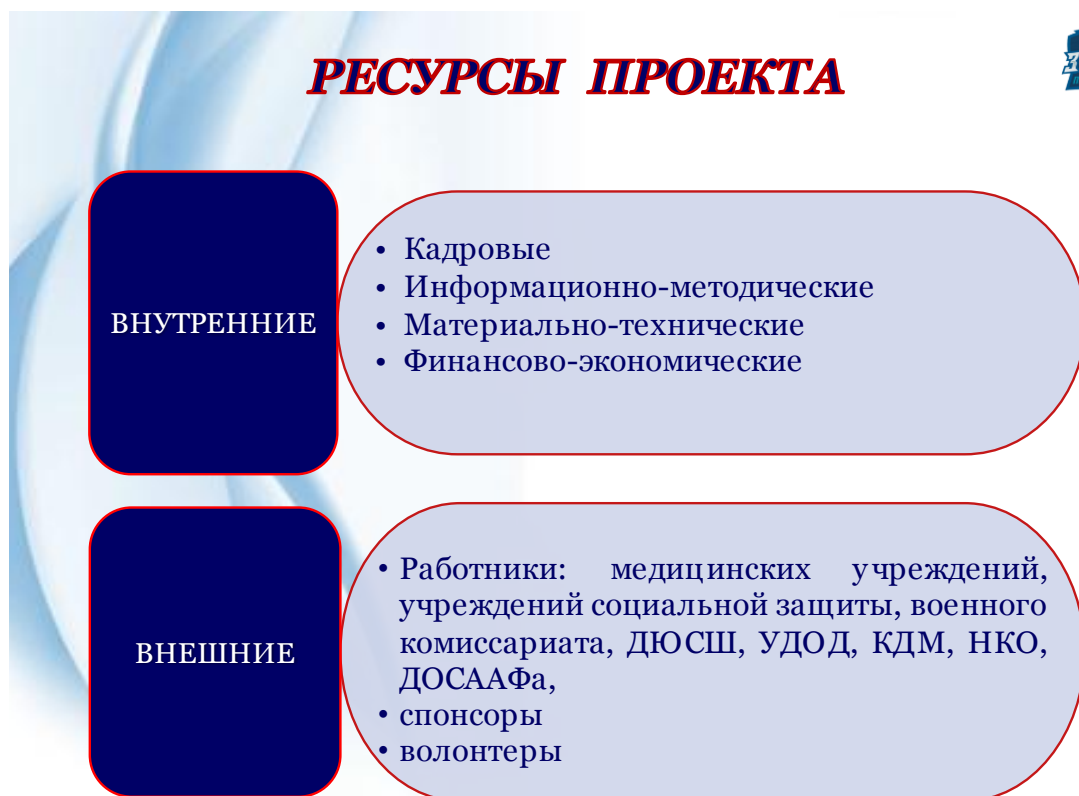 РЕСУРСЫ ПРОЕКТА
ВНУТРЕННИЕ
• Кадровые
• Информационно-методические
• Материально-технические
• Финансово-экономические
ВНЕШНИЕ
• Работники: медицинских учреждений,
учреждений социальной защиты, военного
комиссариата, ДЮСШ, УДОД, КДМ, НКО,
ДОСААФа,
• спонсоры
• волонтеры